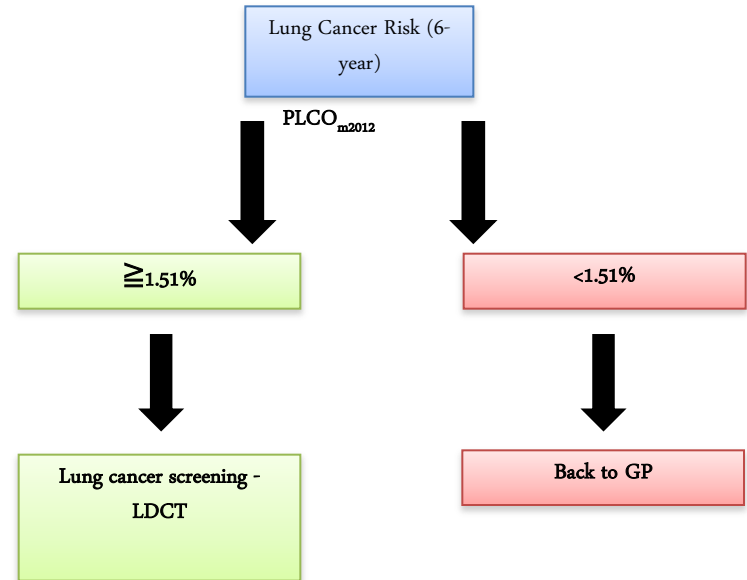 Lung Cancer Risk (6-
year)
PLCOm2012
≧1.51%
<1.51%
Lung cancer screening -
LDCT
Back to GP